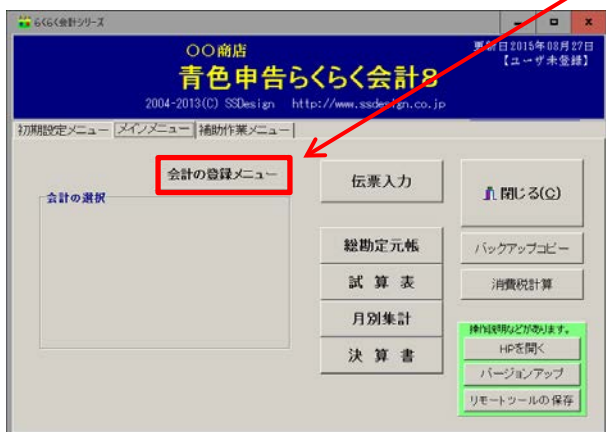 らくらく会計シリーズ
〇〇商店
更新日2015年08月27日
【ユーザ未登録】
青色申告らくらく会計8
2004-2013(C) SSDesign http://www.ssdesign.co.jp
初期設定メニュー メインメニュー 補助作業メニュー
会計の登録メニュー
伝票入力
閉じる(C)
会計の選択
総勘定元帳
バックアップコピー
試 算 表
消費税計算
月別集計
操作説明などがあります。
決 算 書
HPを開く
バージョンアップ
リモートツールの保存